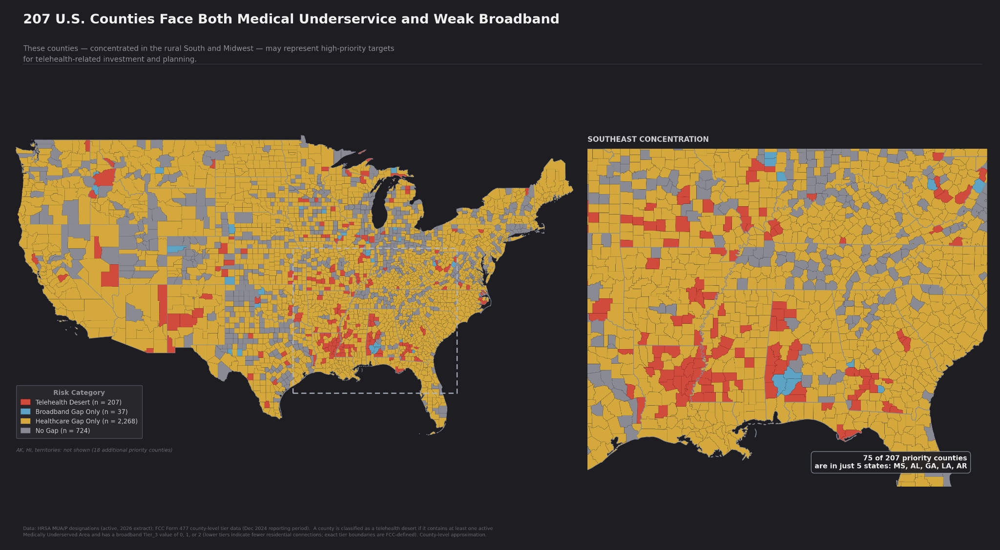 207 U.S. Counties Face Both Medical Underservice and Weak Broadband
These counties — concentrated in the rural South and Midwest — may represent high-priority targets
for telehealth-related investment and planning.
SOUTHEAST CONCENTRATION
Risk Category
Telehealth Desert (n = 207)
Broadband Gap Only (n = 37)
Healthcare Gap Only (n = 2,268)
No Gap (n = 724)
AK, HI, territories: not shown (18 additional priority counties)
75 of 207 priority counties
are in just 5 states: MS, AL, GA, LA, AR
Data: HRSA MUA/P designations (active, 2026 extract); FCC Form 477 county-level tier data (Dec 2024 reporting period).  A county is classified as a telehealth desert if it contains at least one active
Medically Underserved Area and has a broadband Tier_3 value of 0, 1, or 2 (lower tiers indicate fewer residential connections; exact tier boundaries are FCC-defined). County-level approximation.